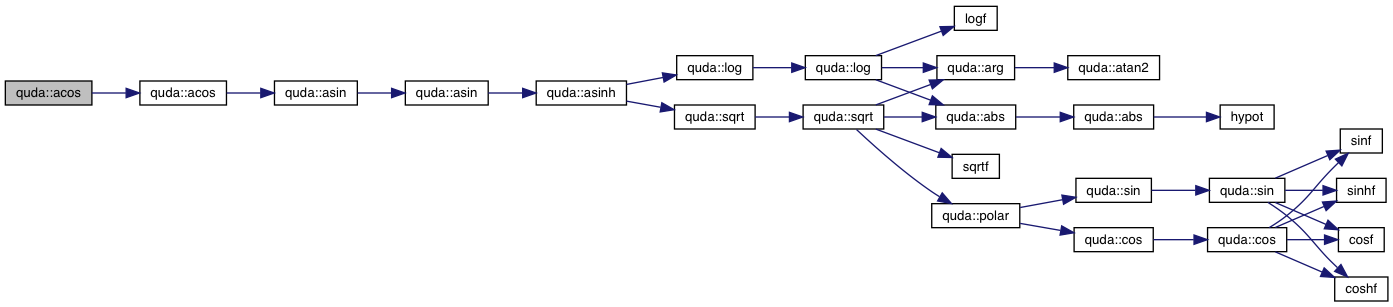 logf
quda::log
quda::log
quda::arg
quda::atan2
quda::acos
quda::acos
quda::asin
quda::asin
quda::asinh
quda::sqrt
quda::sqrt
quda::abs
quda::abs
hypot
sinf
sqrtf
quda::sin
quda::sin
sinhf
quda::polar
quda::cos
quda::cos
cosf
coshf